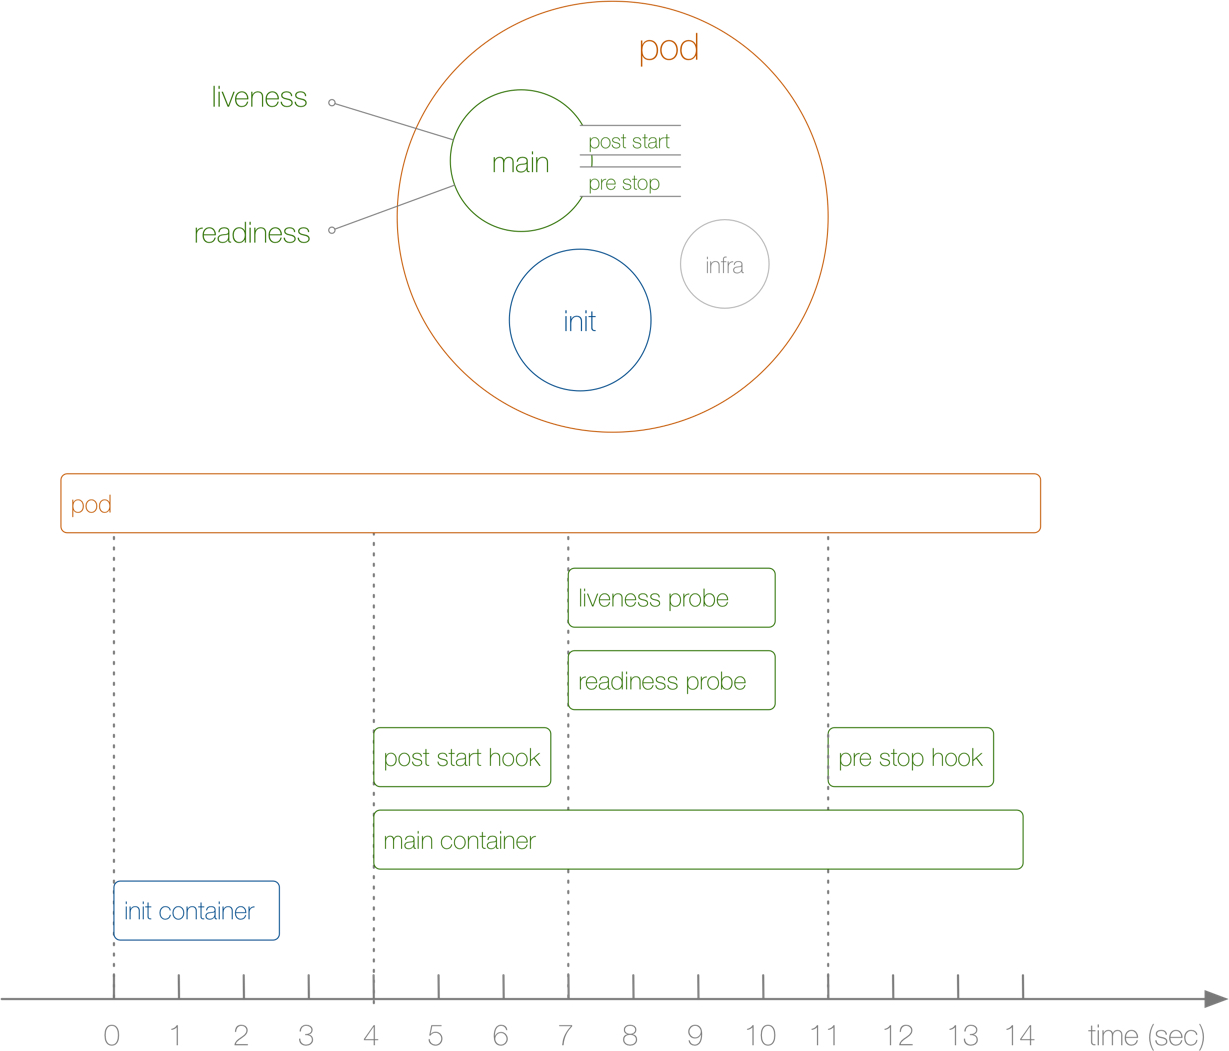 pod
liveness
post start
main
pre stop
readiness
infra
init
pod
liveness probe
readiness probe
post start hook
pre stop hook
main container
init container
0 1 2 3 4 5 6 7 8 9 10 11 12 13 14 time (sec)